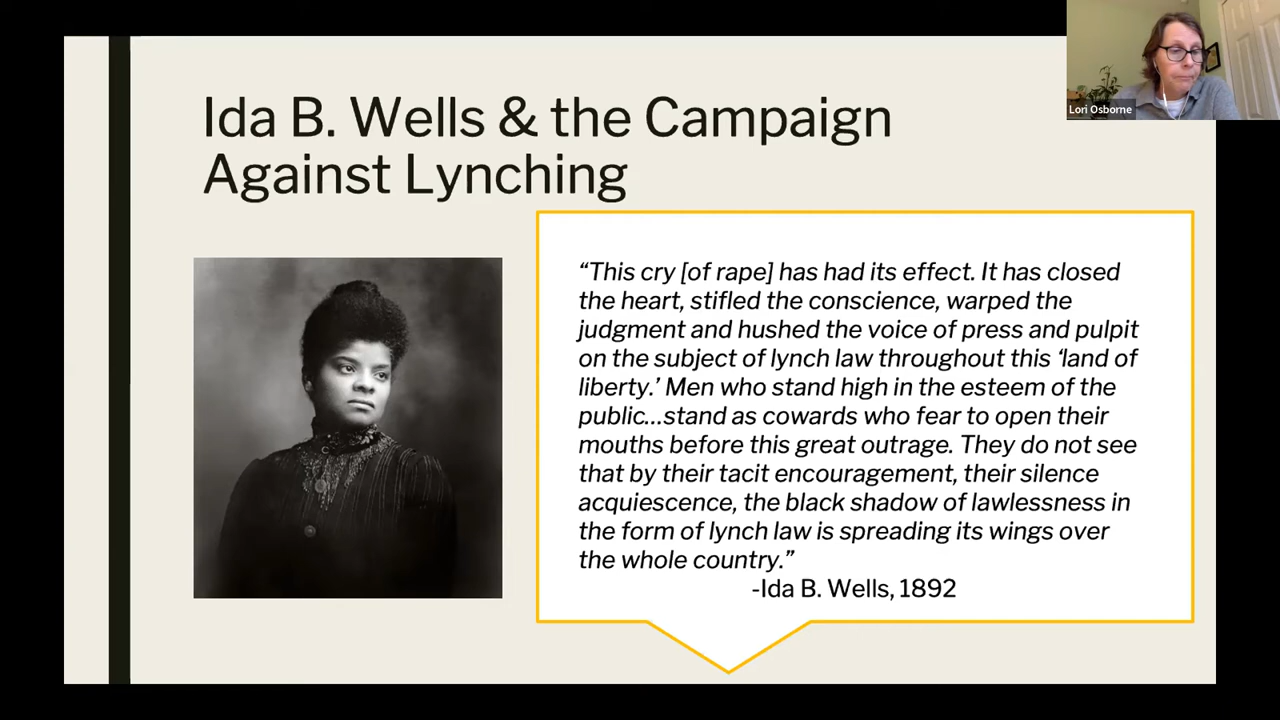 Ida B. Wells & the Campaign
Against Lynching
“This cry [of rape] has had its effect. It has closed
the heart, stifled the conscience, warped the
judgment and hushed the voice of press and pulpit
on the subject of lynch law throughout this ‘land of
liberty.’ Men who stand high in the esteem of the
public…stand as cowards who fear to open their
mouths before this great outrage. They do not see
that by their tacit encouragement, their silence
acquiescence, the black shadow of lawlessness in
the form of lynch law is spreading its wings over
the whole country.”
-Ida B. Wells, 1892
Lori Osborne